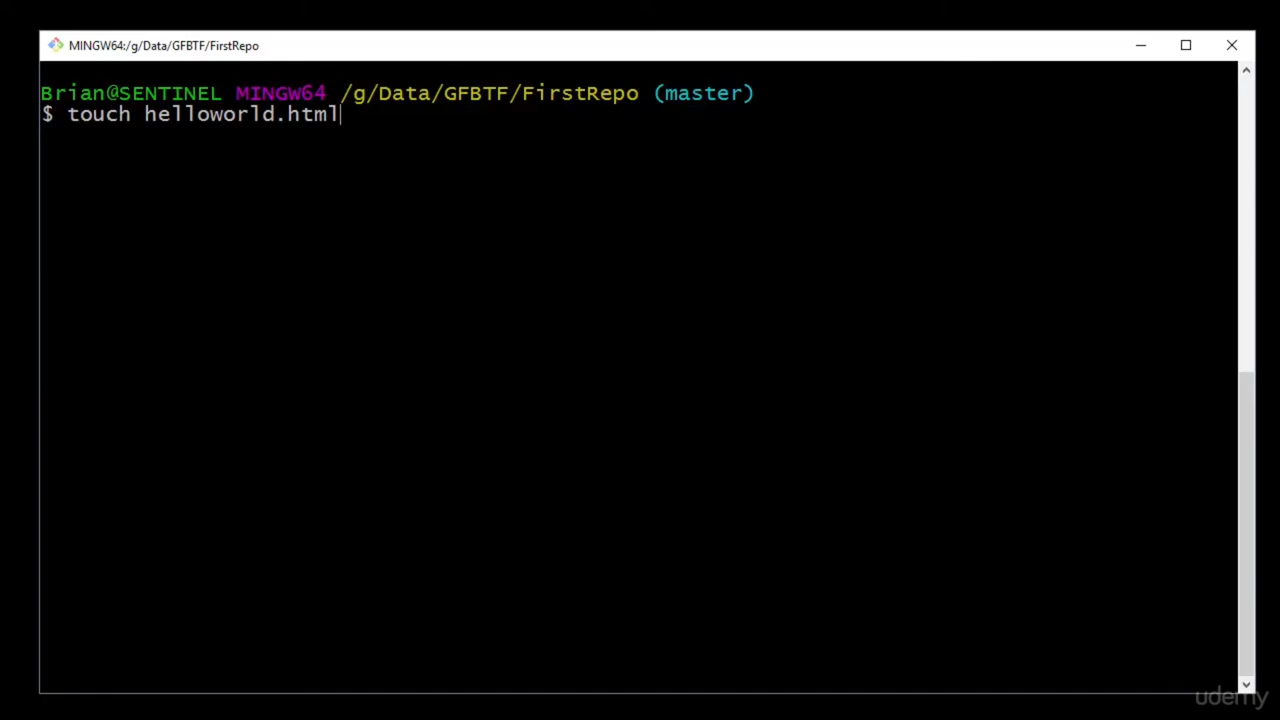 MINGW64:/g/Data/GFBTF/FirstRepo
Brian@SENTINEL MINGW64 /g/Data/GFBTF/FirstRepo (master)
$ touch helloworld.html
udemy